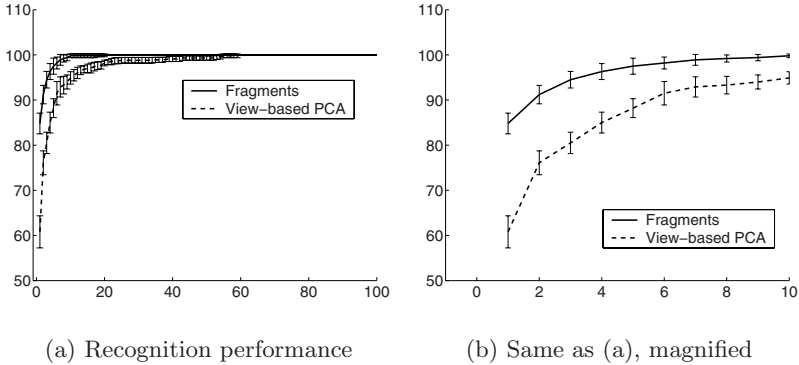 110
100
90
80
70
60
50
0 20 40 60 80 100
Fragments
View-based PCA
(a) Recognition performance
110
100
90
80
70
60
50
0 2 4 6 8 10
Fragments
View-based PCA
(b) Same as (a), magnified